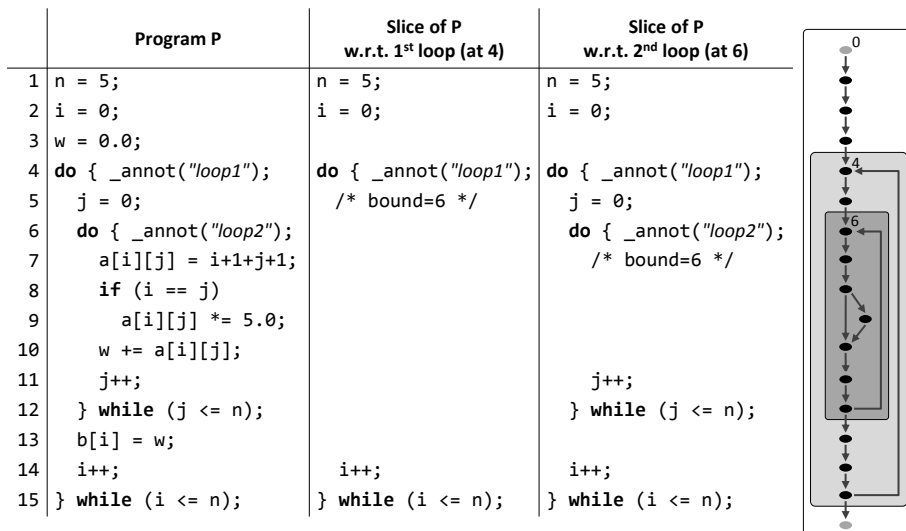 Program P Slice of P w.r.t. 1st loop (at 4) Slice of P w.r.t. 2nd loop (at 6)
1 n = 5; n = 5; n = 5;
2 i = 0; i = 0; i = 0;
3 w = 0.0;
4 do { _annot("loop1"); do { _annot("loop1"); do { _annot("loop1");
5 j = 0; /* bound=6 */ j = 0;
6 do { _annot("loop2"); do { _annot("loop2");
7 a[i][j] = i+1+j+1; /* bound=6 */
8 if (i == j)
9 a[i][j] *= 5.0;
10 w += a[i][j];
11 j++; j++;
12 } while (j <= n); } while (j <= n);
13 b[i] = w;
14 i++; i++; i++;
15 } while (i <= n); } while (i <= n); } while (i <= n);
0
4
6